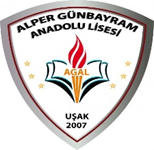 ALPER GÜNBAYRAM
ANADOLU LİSESİ
AGAL
UŞAK
2007